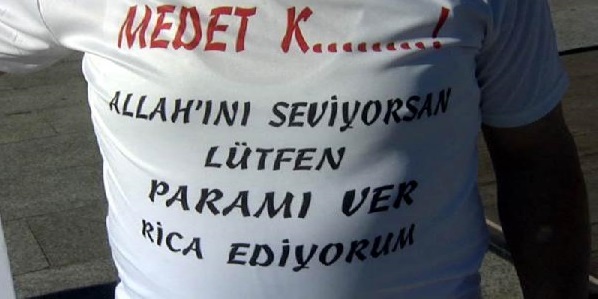 MEDET K.........!
ALLAH'INI SEVİYORSAN
LÜTFEN
PARAMI VER
RİCA EDİYORUM